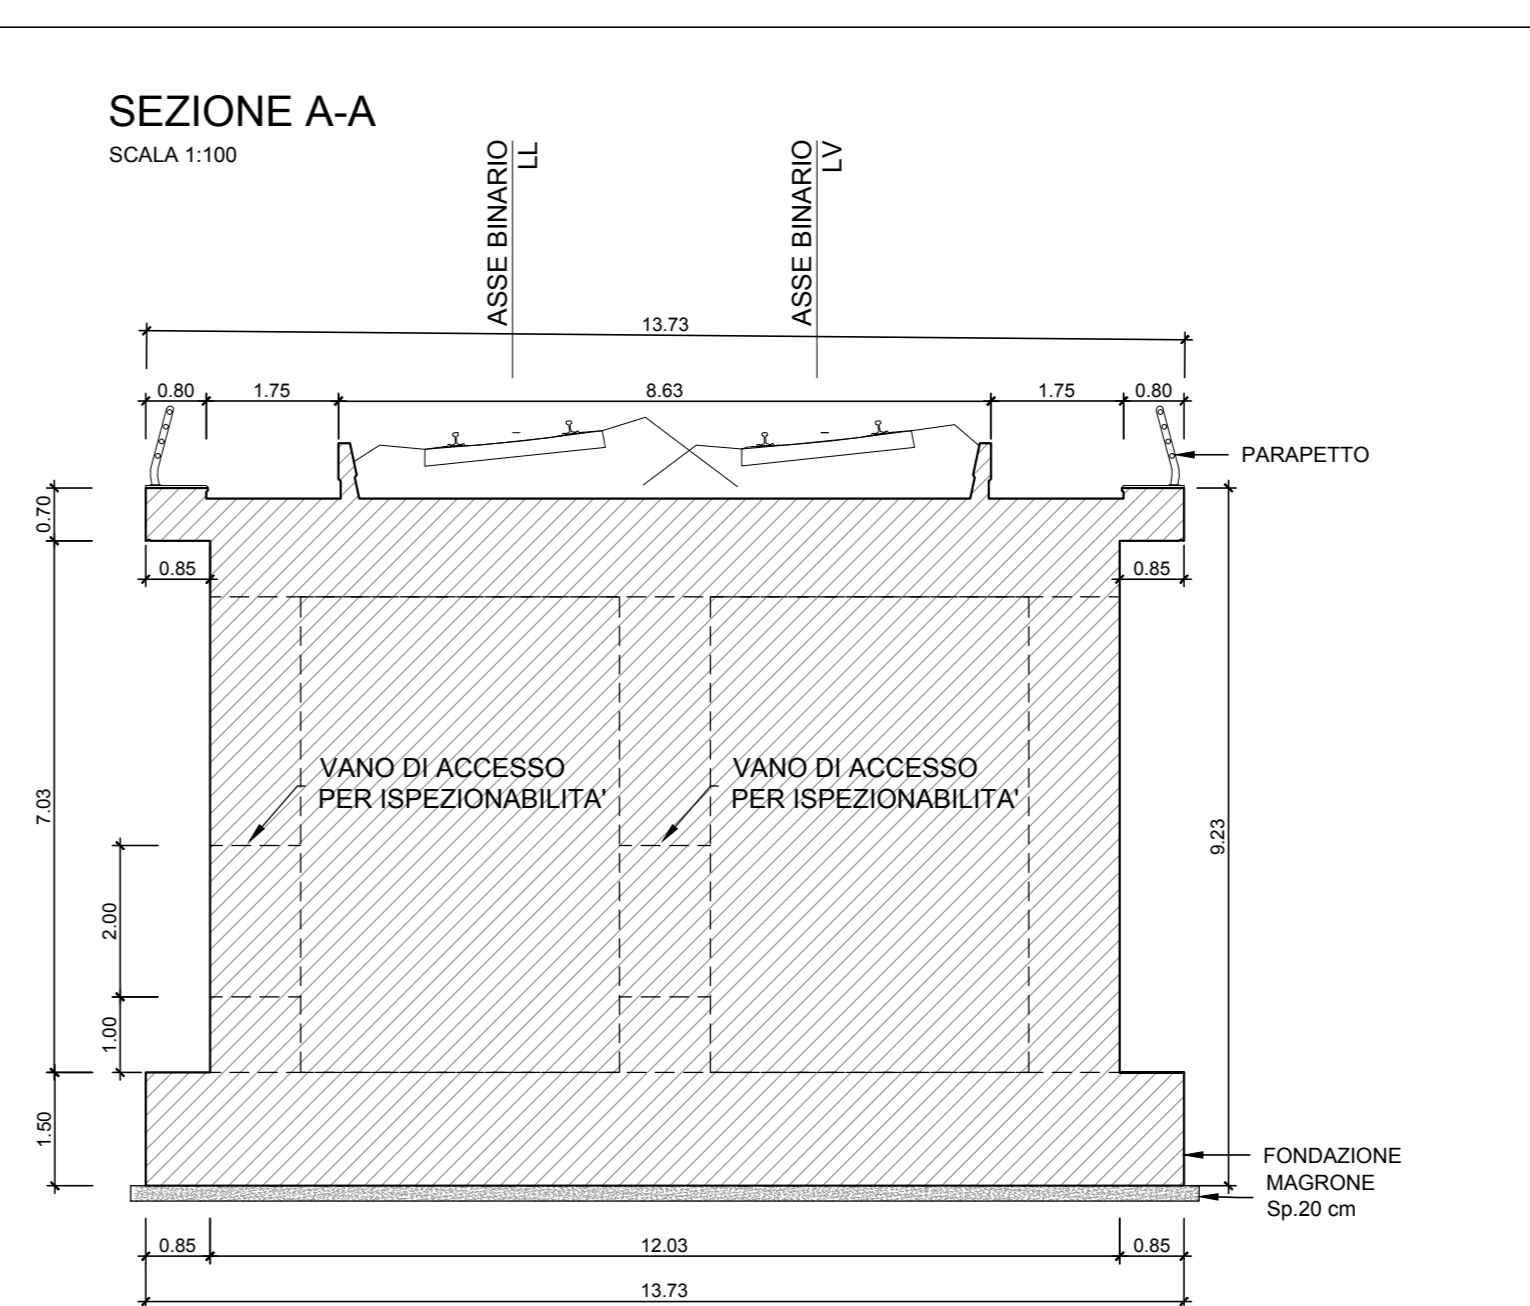 SEZIONE A-A
SCALA 1:100
ASSE BINARIO
LL
ASSE BINARIO
LV
13.73
0.80
1.75
8.63
1.75
0.80
PARAPETTO
0.70
0.85
0.85
VANO DI ACCESSO
PER ISPEZIONABILITA'
VANO DI ACCESSO
PER ISPEZIONABILITA'
7.03
9.23
2.00
1.00
1.50
FONDAZIONE
MAGRONE
Sp.20 cm
0.85
12.03
0.85
13.73